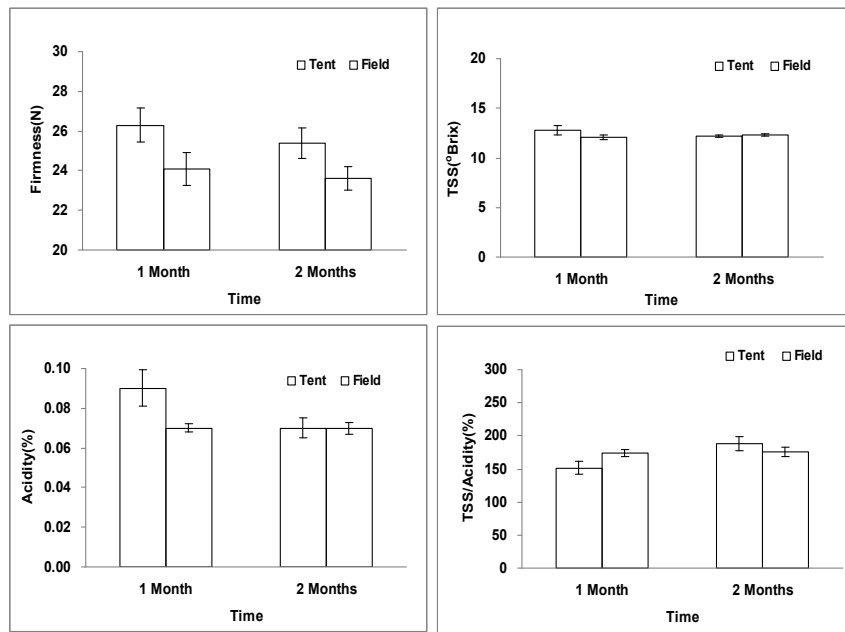 30
28
26
24
22
20
Firmness(N)
Tent Field
1 Month 2 Months
Time
20
15
10
5
0
TSS(°Brix)
Tent Field
1 Month 2 Months
Time
0.10
0.08
0.06
0.04
0.02
0.00
Acidity(%)
Tent Field
1 Month 2 Months
Time
300
250
200
150
100
50
0
TSS/Acidity(%)
Tent Field
1 Month 2 Months
Time